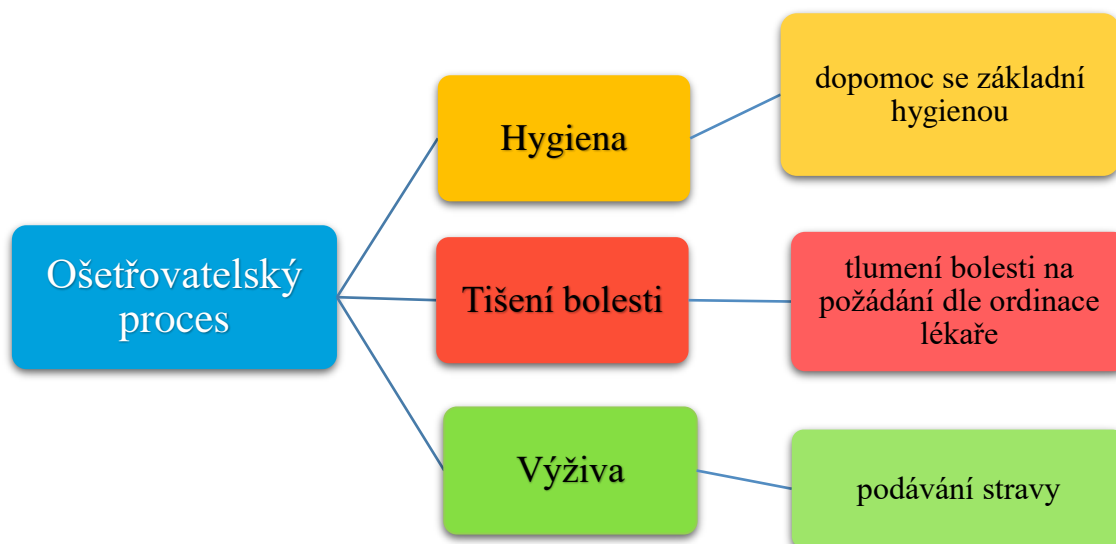 Ošetřovatelský
proces
Hygiena
dopomoc se základní
hygienou
Tišení bolesti
tlumení bolesti na
požádání dle ordinace
lékaře
Výživa
podávání stravy